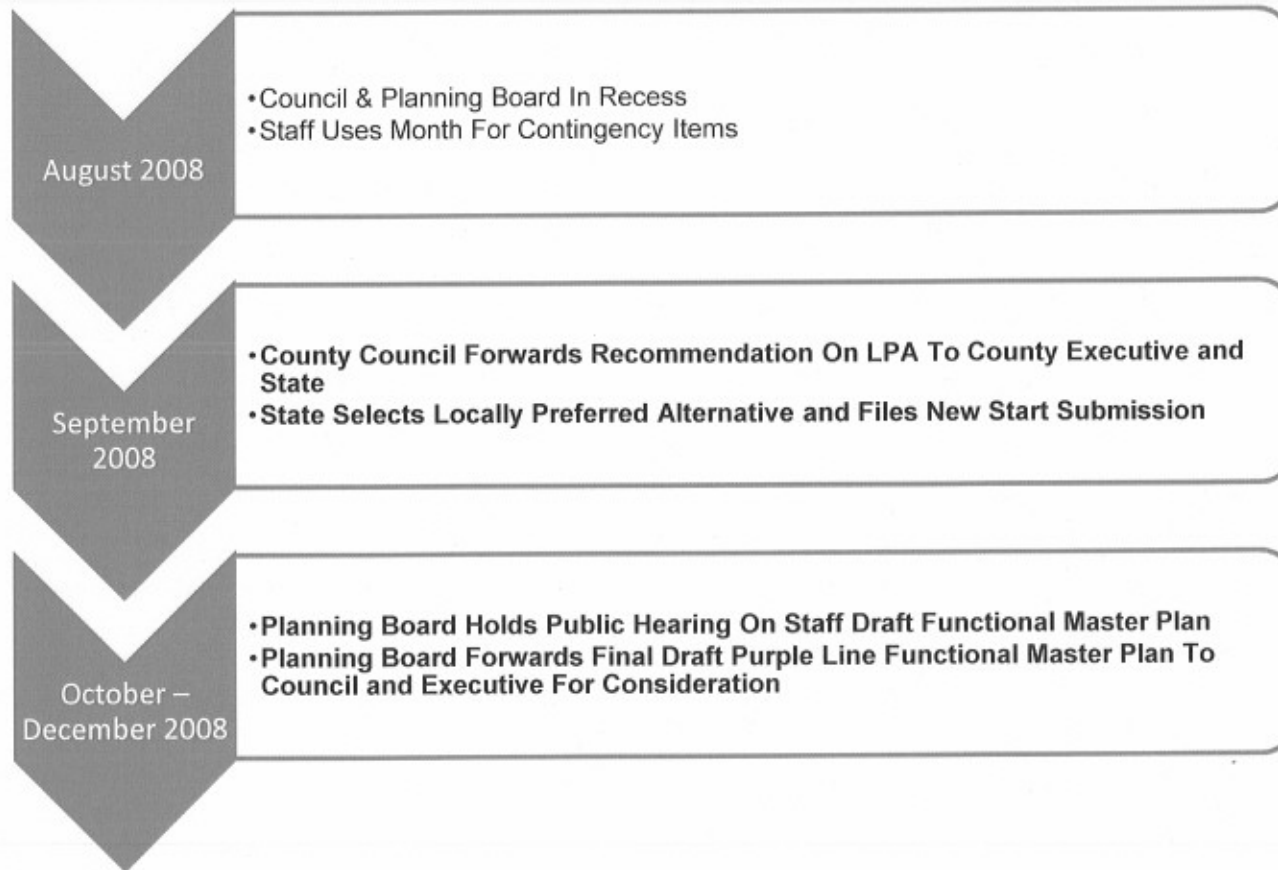 August 2008
•Council & Planning Board In Recess
•Staff Uses Month For Contingency Items
September
2008
•County Council Forwards Recommendation On LPA To County Executive and
State
•State Selects Locally Preferred Alternative and Files New Start Submission
October –
December 2008
•Planning Board Holds Public Hearing On Staff Draft Functional Master Plan
•Planning Board Forwards Final Draft Purple Line Functional Master Plan To
Council and Executive For Consideration